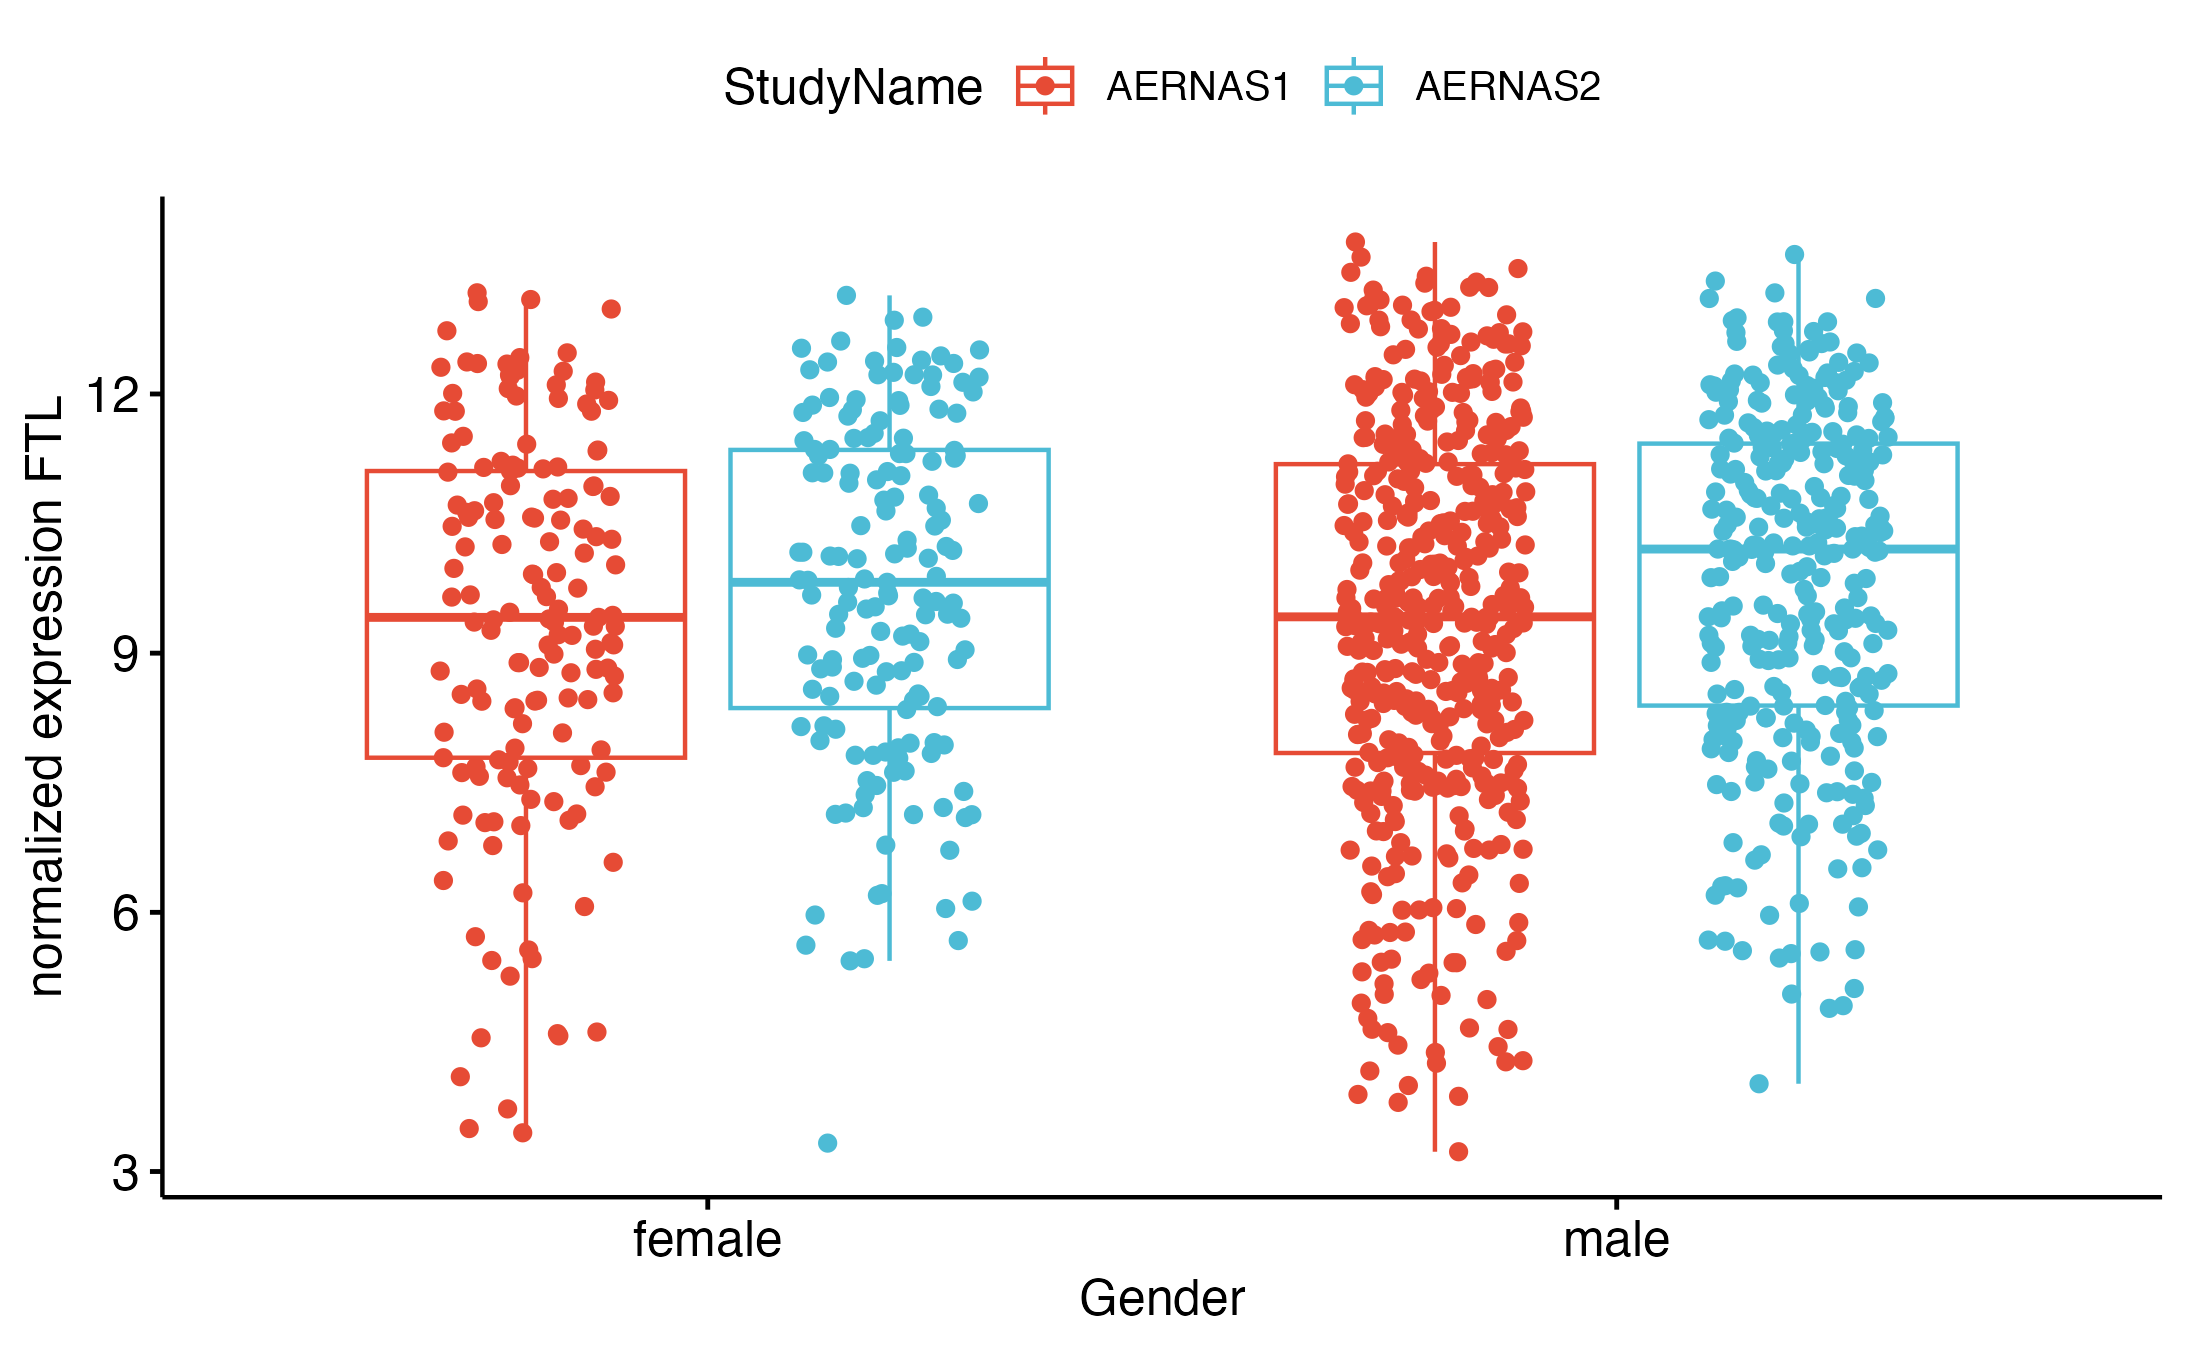 StudyName AERNAS1 AERNAS2
normalized expression FTL
12
9
6
3
female male
Gender